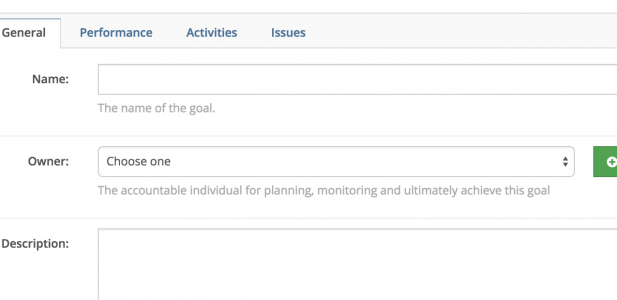 General Performance Activities Issues
Name:
The name of the goal.
Owner: Choose one
The accountable individual for planning, monitoring and ultimately achieve this goal
Description: